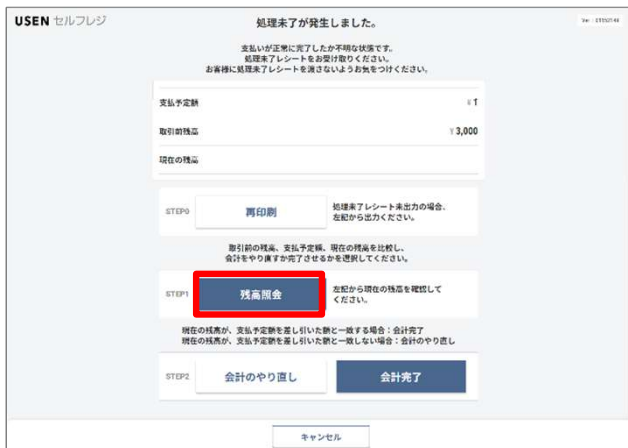 USEN セルフレジ
処理未了が発生しました。
支払いが正常に完了したか不明な状態です。
処理未了レシートをお受け取りください。
お客様に処理未了レシートを渡さないようお気をつけください。
支払予定額 ¥1
取引前残高 ¥3,000
現在の残高
STEP0 再印刷 処理未了レシート未出力の場合、
左記から出力ください。
取引前の残高、支払予定額、現在の残高を比較し、
会計をやり直すか完了させるかを選択してください。
STEP1 残高照会 左記から現在の残高を確認して
ください。
現在の残高が、支払予定額を差し引いた額と一致する場合：会計完了
現在の残高が、支払予定額を差し引いた額と一致しない場合：会計のやり直し
STEP2 会計のやり直し 会計完了
キャンセル